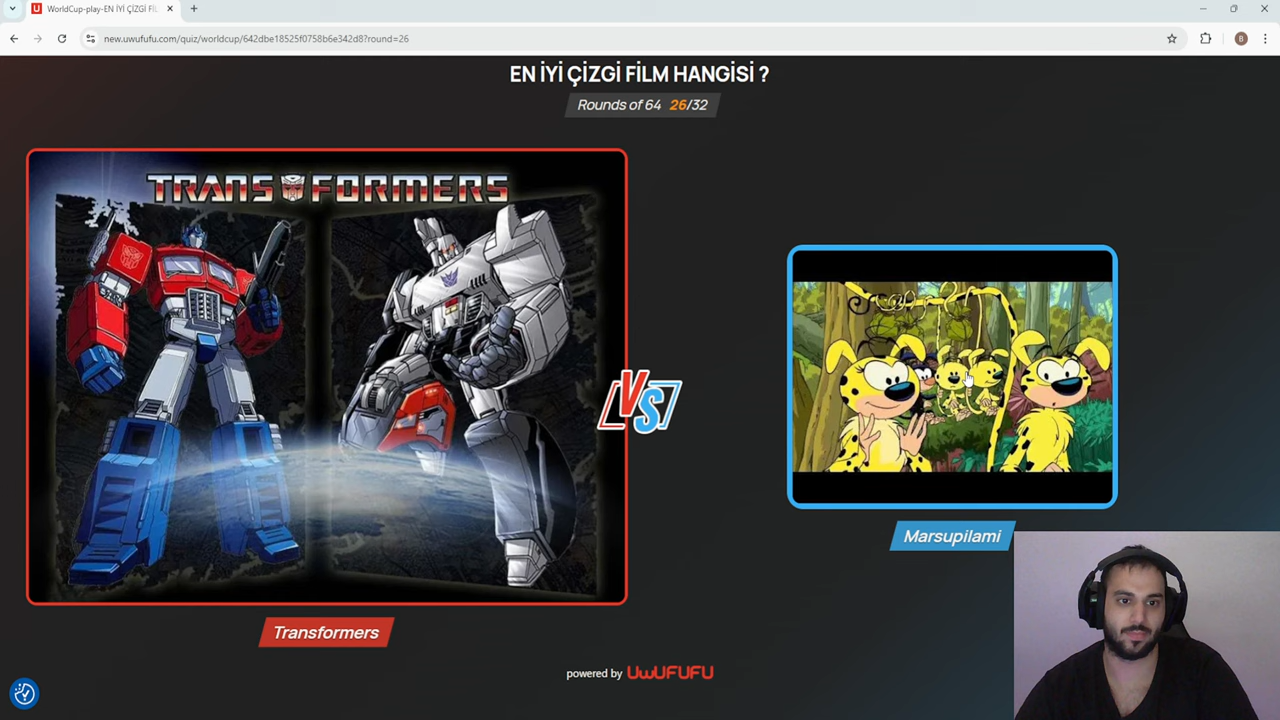 WorldCup-play-EN İYİ ÇİZGİ FİL
new.uwufufu.com/quiz/worldcup/642dbe18525f0758b6e342d8?round=26
B
EN İYİ ÇİZGİ FİLM HANGİSİ ?
Rounds of 64 26/32
TRANSFORMERS
VS
Marsupilami
Transformers
powered by UwUFUFU